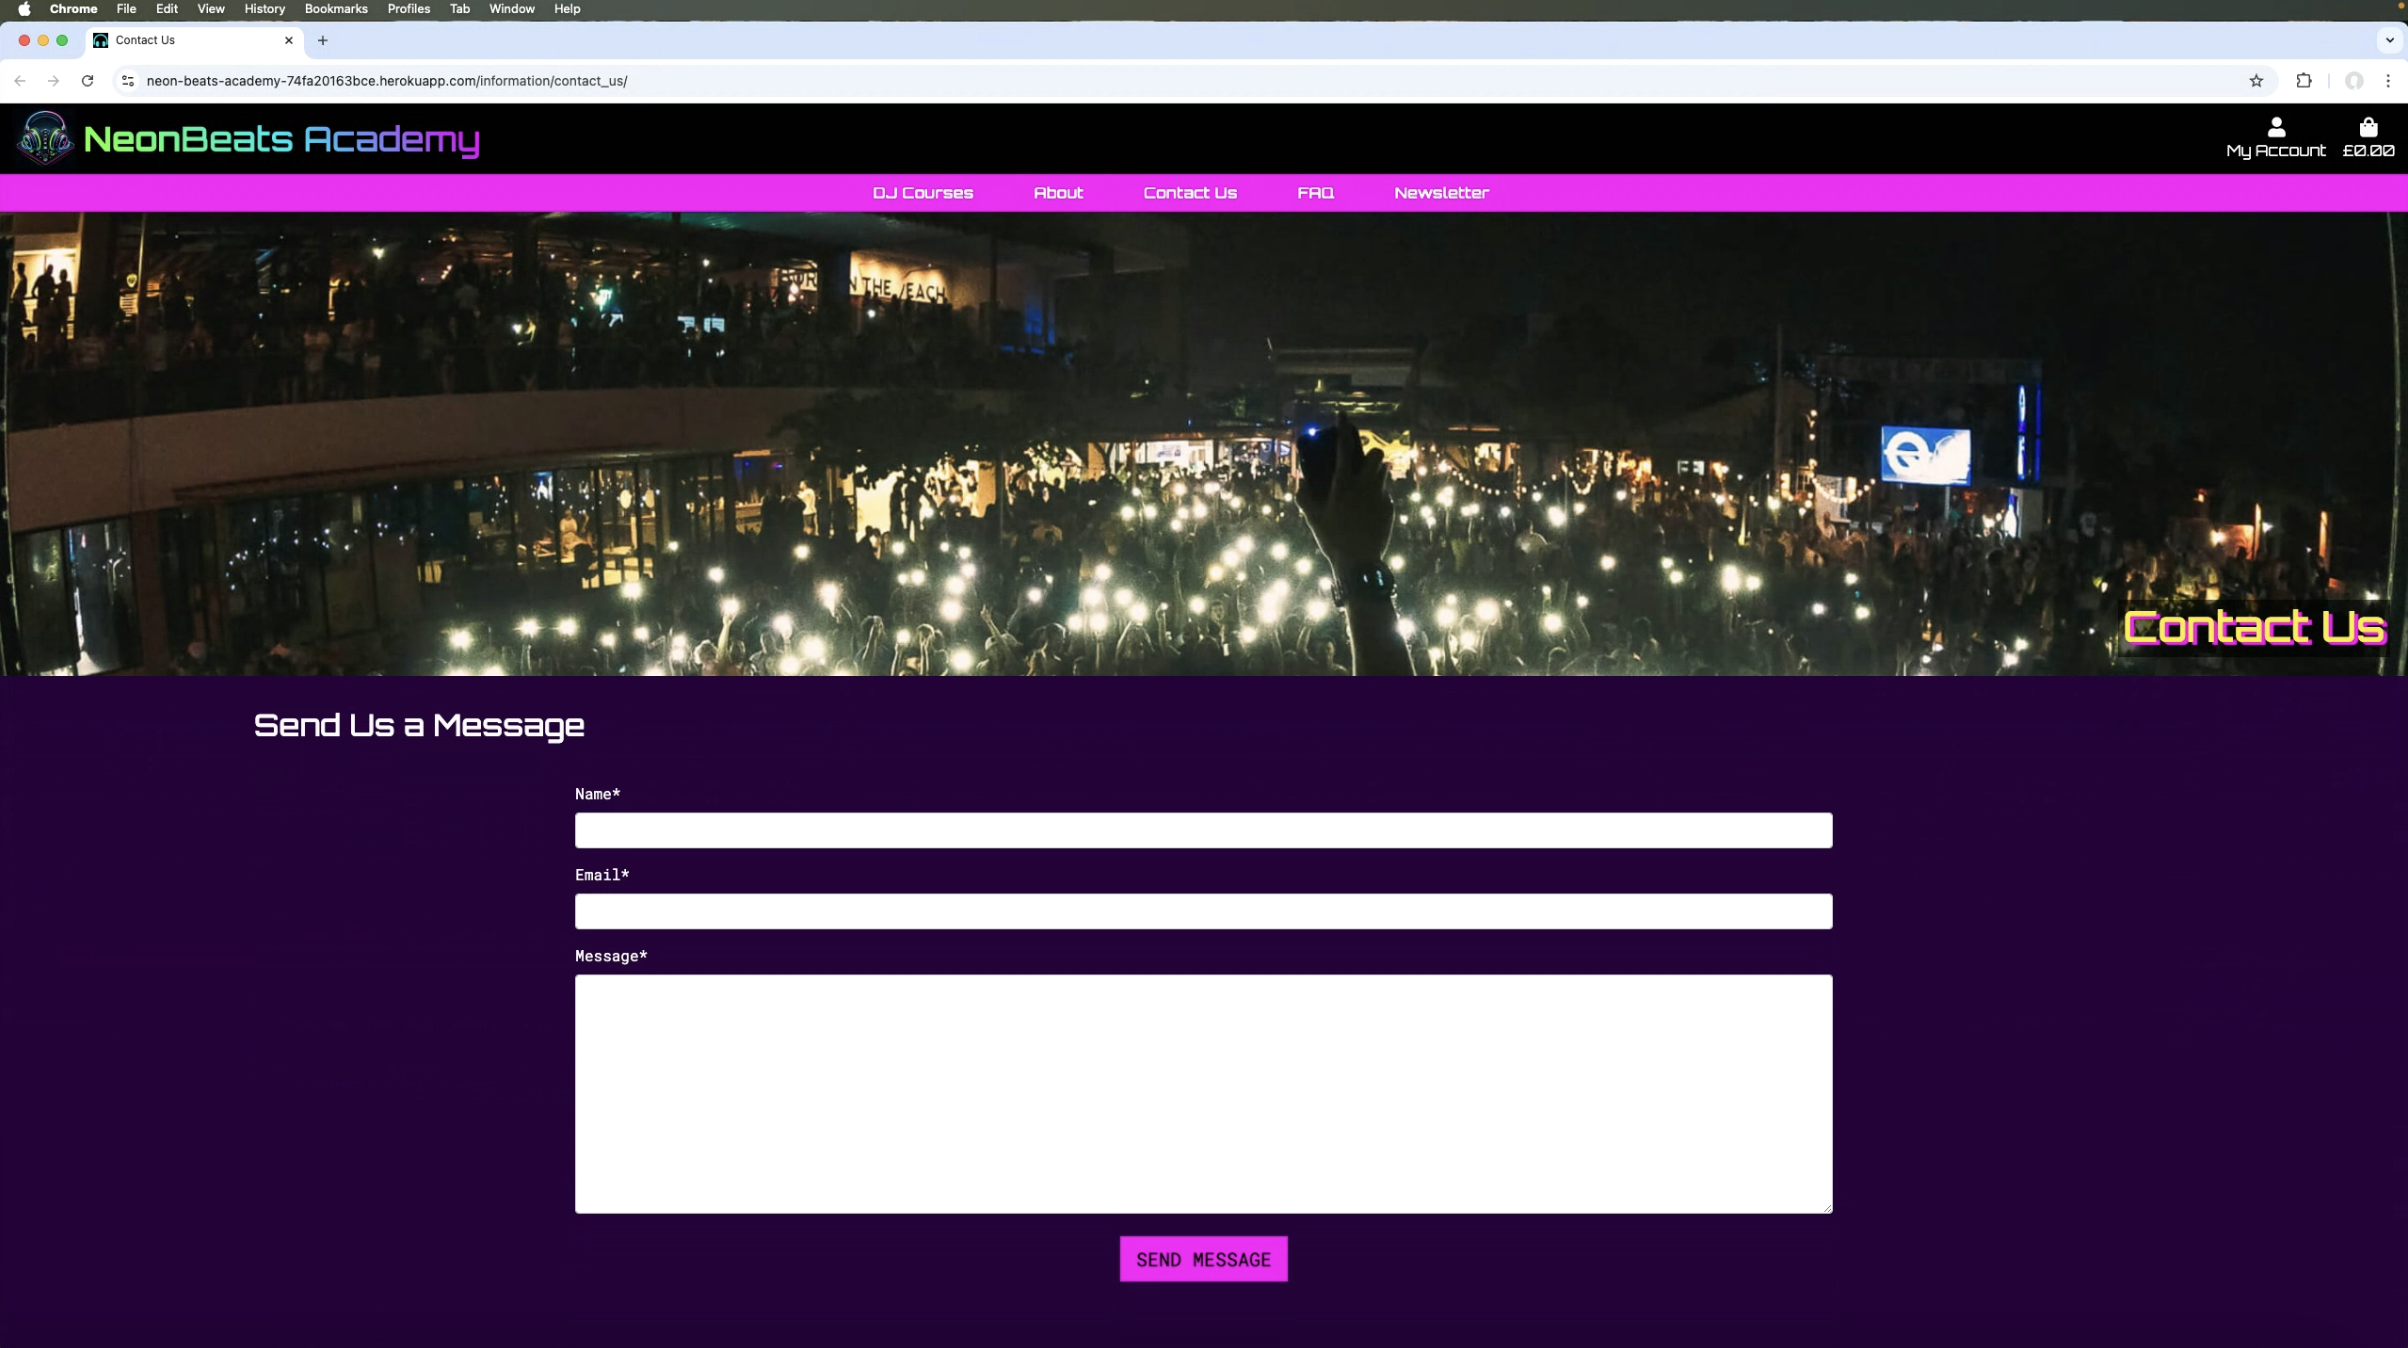 Chrome File Edit View History Bookmarks Profiles Tab Window Help
Contact Us
neon-beats-academy-74fa20163bce.herokuapp.com/information/contact_us/
NeonBeats Academy
My Account £0.00
DJ Courses About Contact Us FAQ Newsletter
THE
Contact Us
Send Us a Message
Name*
Email*
Message*
SEND MESSAGE